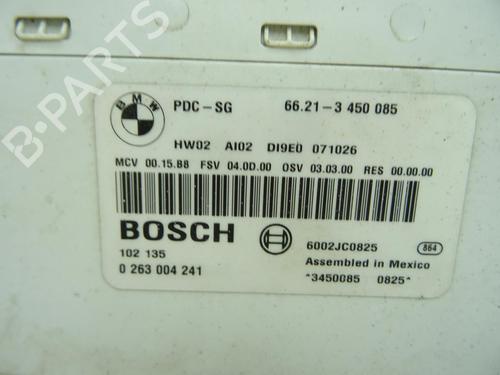 BMW
PDC-SG 66.21-3 450 085
HW02 AI02 DI9E0 071026
MCV 00.15.B8 FSV 04.0D.00 OSV 03.03.00 RES 00.00.00
BOSCH 6002JC0825 864
102 135 Assembled in Mexico
0 263 004 241 *3450085 0825*
B-PARTS